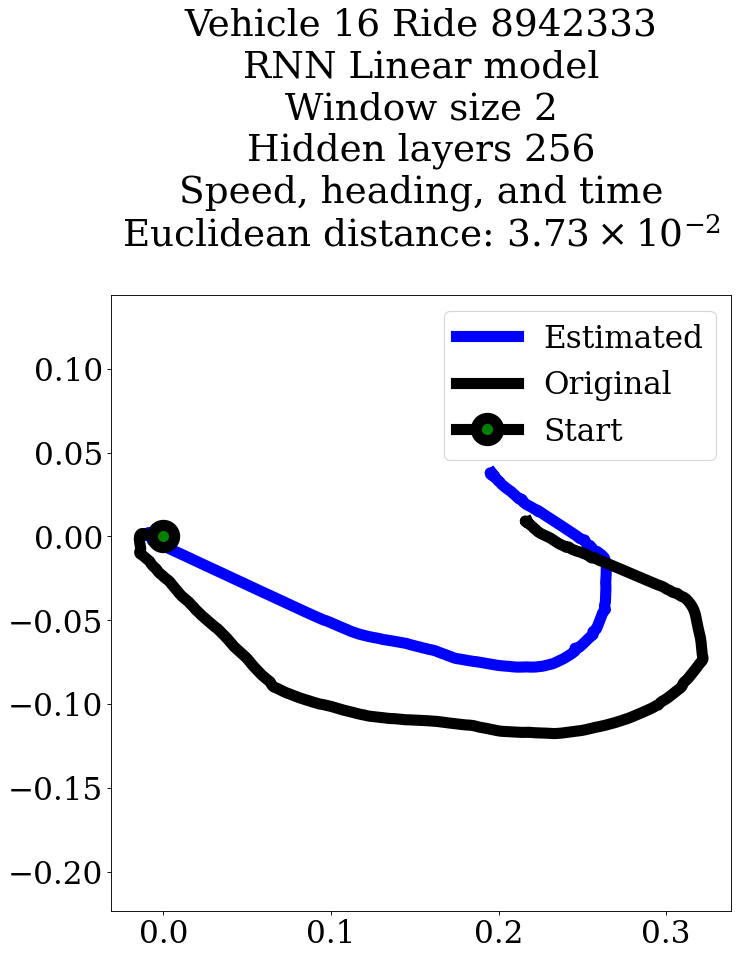 Vehicle 16 Ride 8942333
RNN Linear model
Window size 2
Hidden layers 256
Speed, heading, and time
Euclidean distance: 3.73 × 10⁻²
Estimated
Original
Start
0.10
0.05
0.00
−0.05
−0.10
−0.15
−0.20
0.0 0.1 0.2 0.3